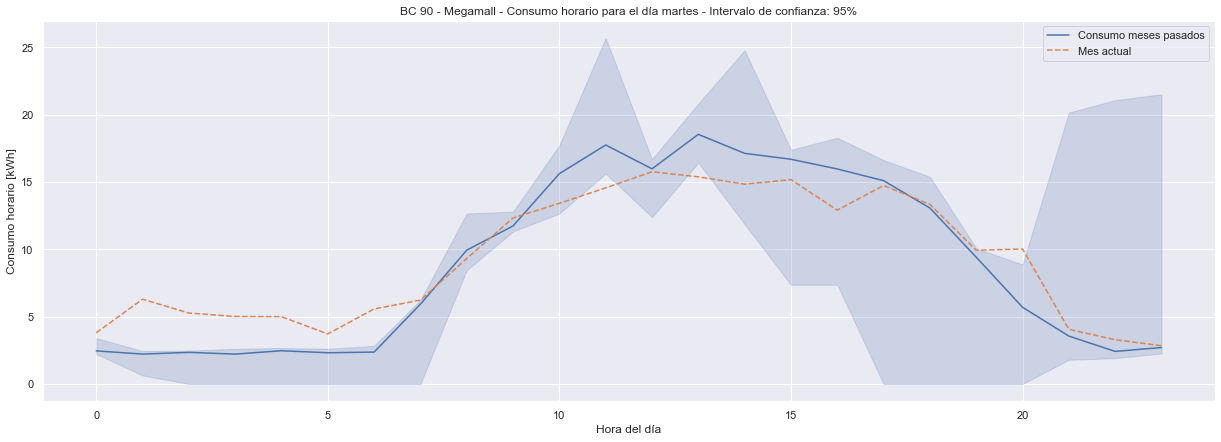 BC 90 - Megamall - Consumo horario para el día martes - Intervalo de confianza: 95%
Consumo meses pasados
Mes actual
Consumo horario [kWh]
25
20
15
10
5
0
0 5 10 15 20
Hora del día